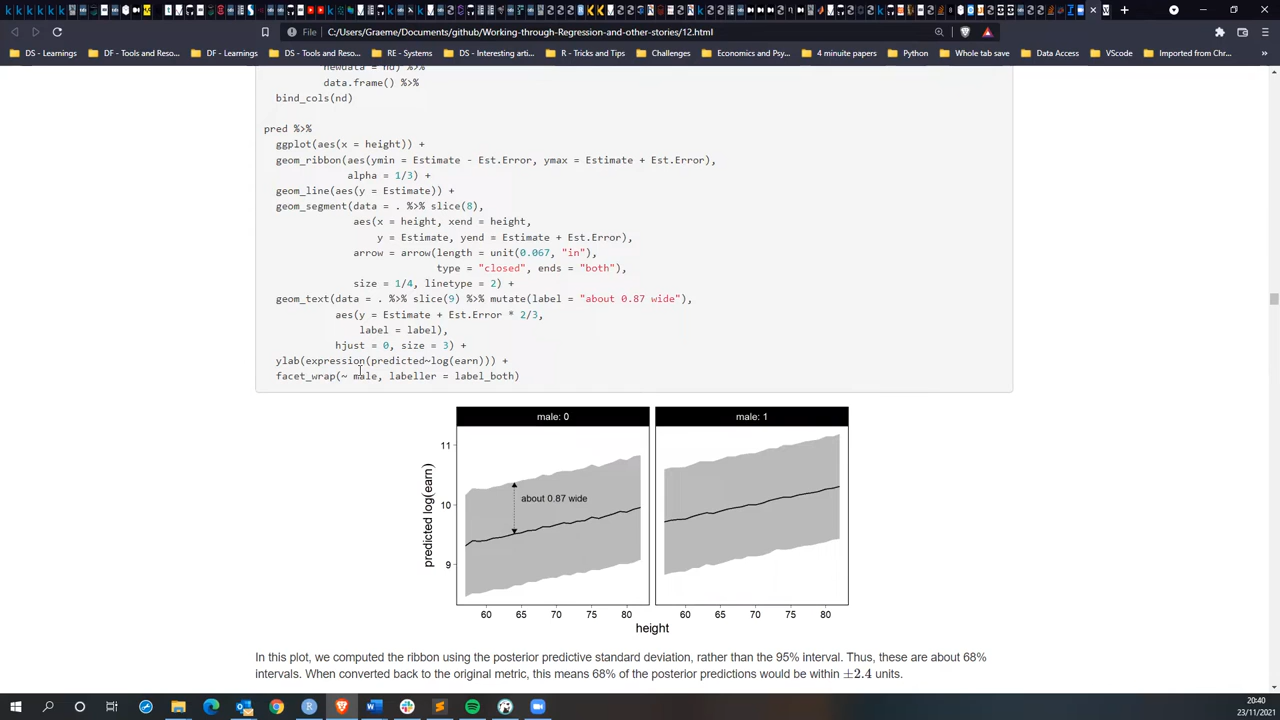 File | C:/Users/Graeme/Documents/github/Working-through-Regression-and-other-stories/12.html
DS - Learnings DF - Tools and Reso... DF - Learnings DS - Tools and Reso... RE - Systems DS - Interesting arti... R - Tricks and Tips Challenges Economics and Psy... 4 minute papers Python Whole tab save Data Access VScode Imported from Chr... »
newdata = nd) %>%
data.frame() %>%
bind_cols(nd)
pred %>%
ggplot(aes(x = height)) +
geom_ribbon(aes(ymin = Estimate - Est.Error, ymax = Estimate + Est.Error),
alpha = 1/3) +
geom_line(aes(y = Estimate)) +
geom_segment(data = . %>% slice(8),
aes(x = height, xend = height,
y = Estimate, yend = Estimate + Est.Error),
arrow = arrow(length = unit(0.067, "in"),
type = "closed", ends = "both"),
size = 1/4, linetype = 2) +
geom_text(data = . %>% slice(9) %>% mutate(label = "about 0.87 wide"),
aes(y = Estimate + Est.Error * 2/3,
label = label),
hjust = 0, size = 3) +
ylab(expression(predicted~log(earn))) +
facet_wrap(~ male, labeller = label_both)
male: 0 male: 1
predicted log(earn)
11
10
9
about 0.87 wide
60 65 70 75 80 60 65 70 75 80
height
In this plot, we computed the ribbon using the posterior predictive standard deviation, rather than the 95% interval. Thus, these are about 68%
intervals. When converted back to the original metric, this means 68% of the posterior predictions would be within ±2.4 units.
20:40
23/11/2021